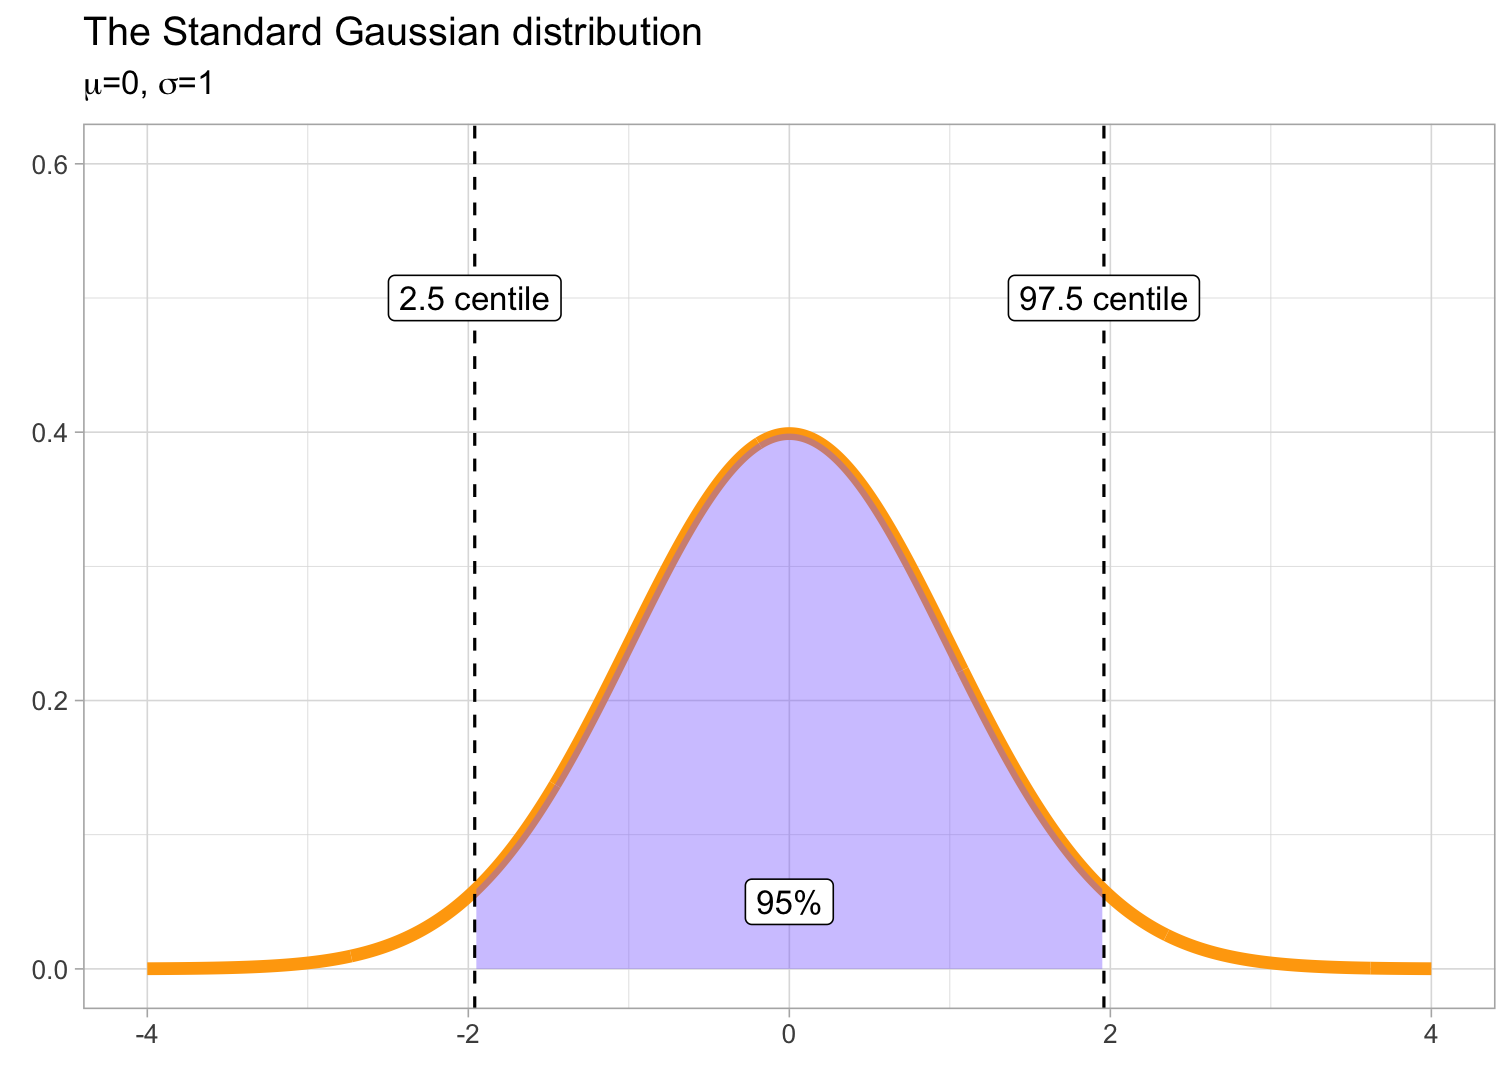 The Standard Gaussian distribution
μ=0, σ=1
0.6
2.5 centile 97.5 centile
0.4
0.2
95%
0.0
-4 -2 0 2 4